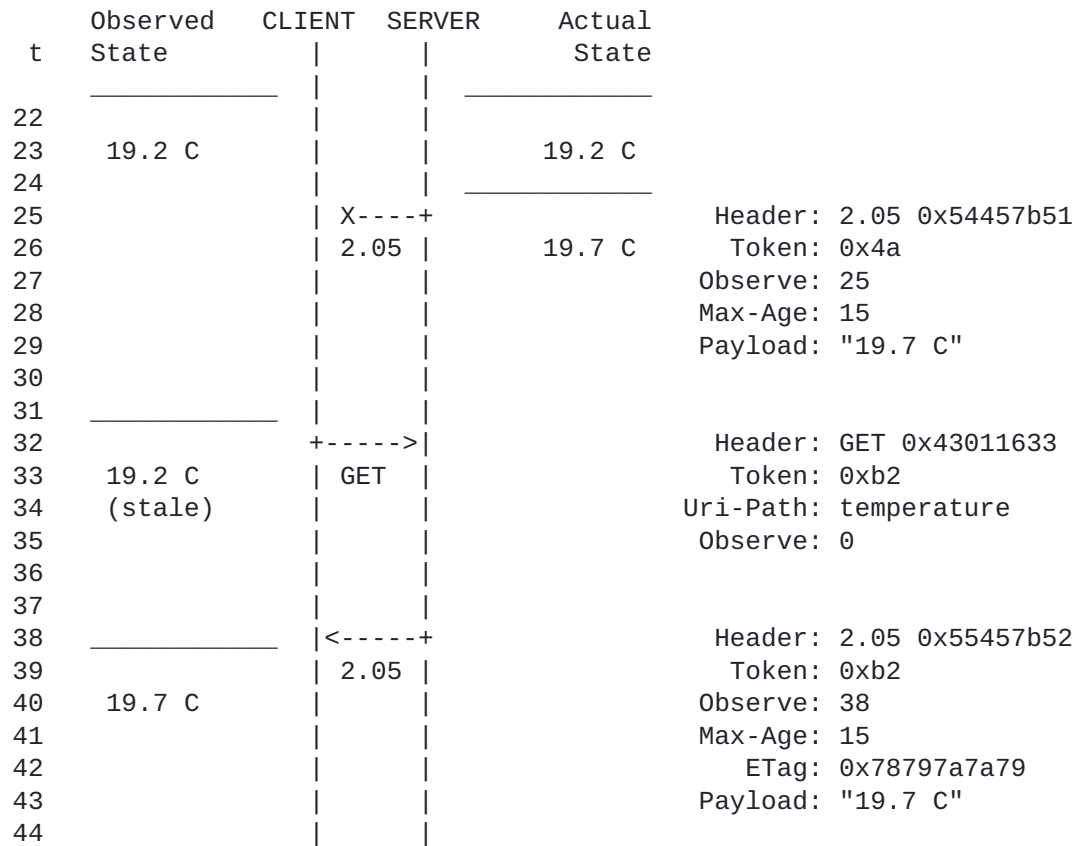 Observed   CLIENT  SERVER     Actual
 t   State         |      |         State
     ____________  |      |  ____________
22                 |      |
23    19.2 C       |      |       19.2 C
24                 |      |  ____________
25                 | X----+                  Header: 2.05 0x54457b51
26                 | 2.05 |       19.7 C      Token: 0x4a
27                 |      |                 Observe: 25
28                 |      |                 Max-Age: 15
29                 |      |                 Payload: "19.7 C"
30                 |      |
31   ____________  |      |
32                 +----->|                  Header: GET 0x43011633
33    19.2 C       | GET  |                   Token: 0xb2
34    (stale)      |      |                Uri-Path: temperature
35                 |      |                 Observe: 0
36                 |      |
37                 |      |
38   ____________  |<-----+                  Header: 2.05 0x55457b52
39                 | 2.05 |                   Token: 0xb2
40    19.7 C       |      |                 Observe: 38
41                 |      |                 Max-Age: 15
42                 |      |                    ETag: 0x78797a7a79
43                 |      |                 Payload: "19.7 C"
44                 |      |